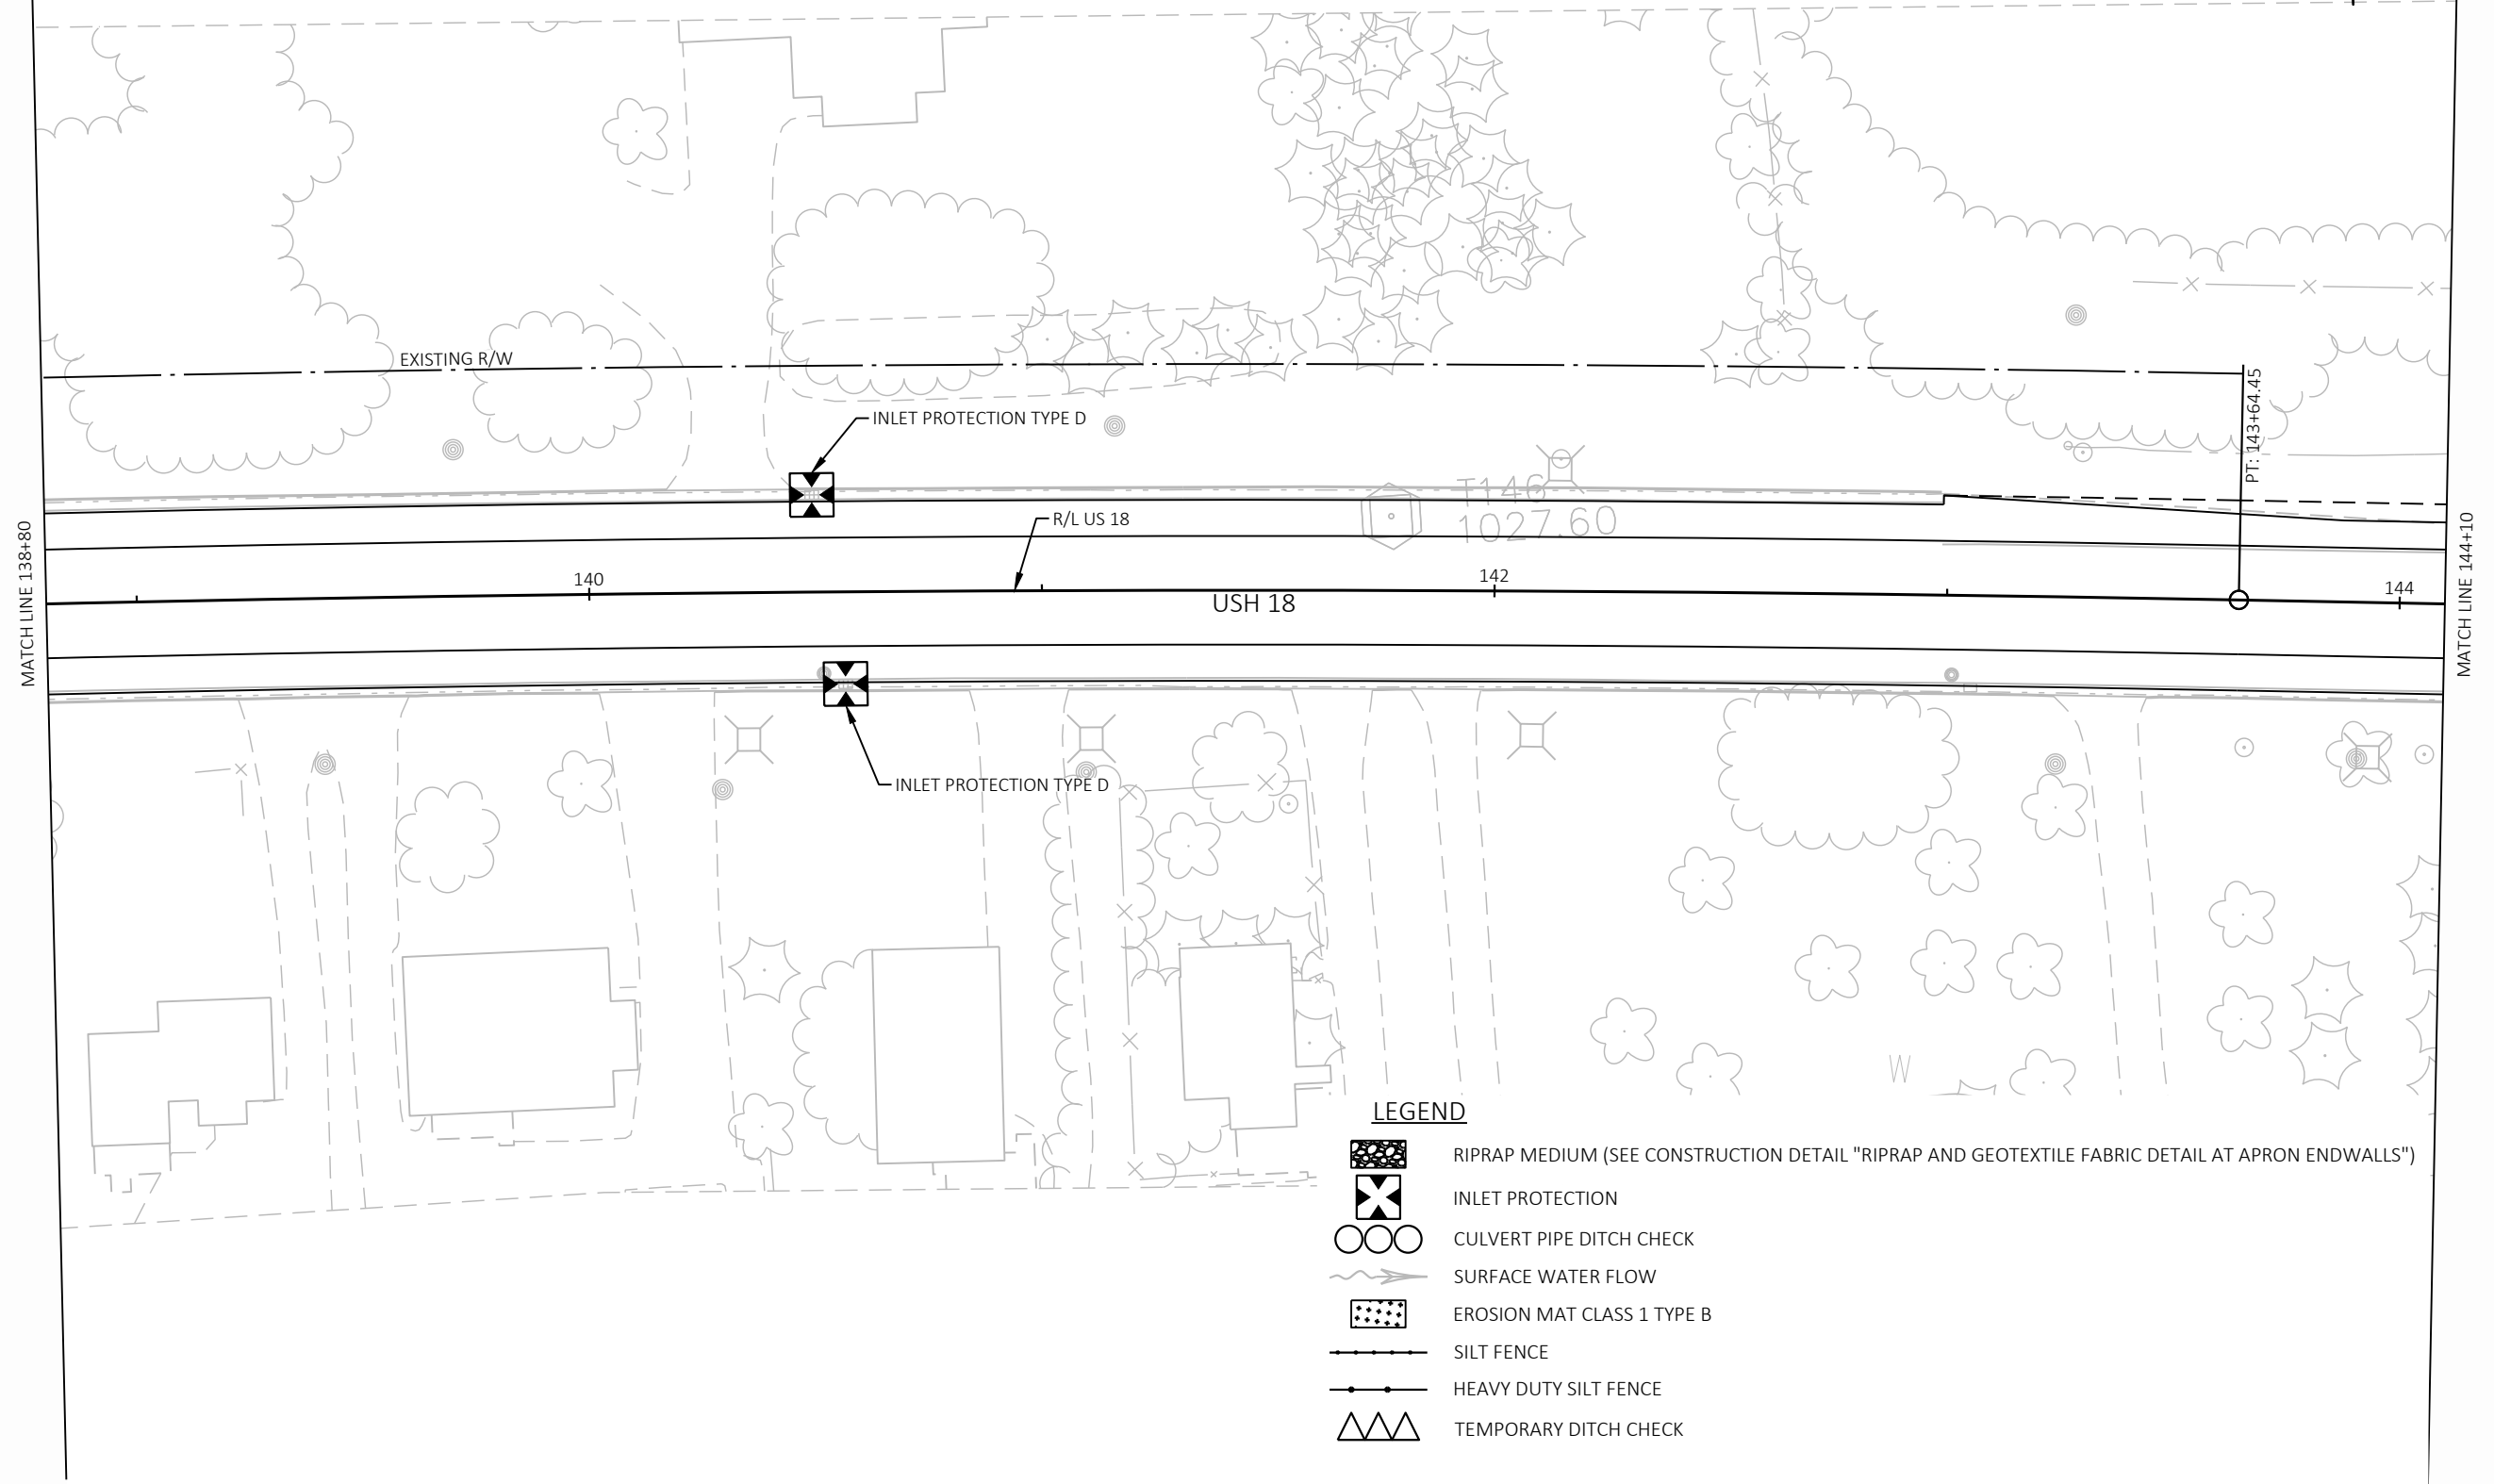 EXISTING R/W
PT: 143+64.45
INLET PROTECTION TYPE D
T146
1027.60
R/L US 18
MATCH LINE 138+80
MATCH LINE 144+10
140
142
144
USH 18
INLET PROTECTION TYPE D
W
LEGEND
RIPRAP MEDIUM (SEE CONSTRUCTION DETAIL "RIPRAP AND GEOTEXTILE FABRIC DETAIL AT APRON ENDWALLS")
INLET PROTECTION
CULVERT PIPE DITCH CHECK
SURFACE WATER FLOW
EROSION MAT CLASS 1 TYPE B
SILT FENCE
HEAVY DUTY SILT FENCE
TEMPORARY DITCH CHECK